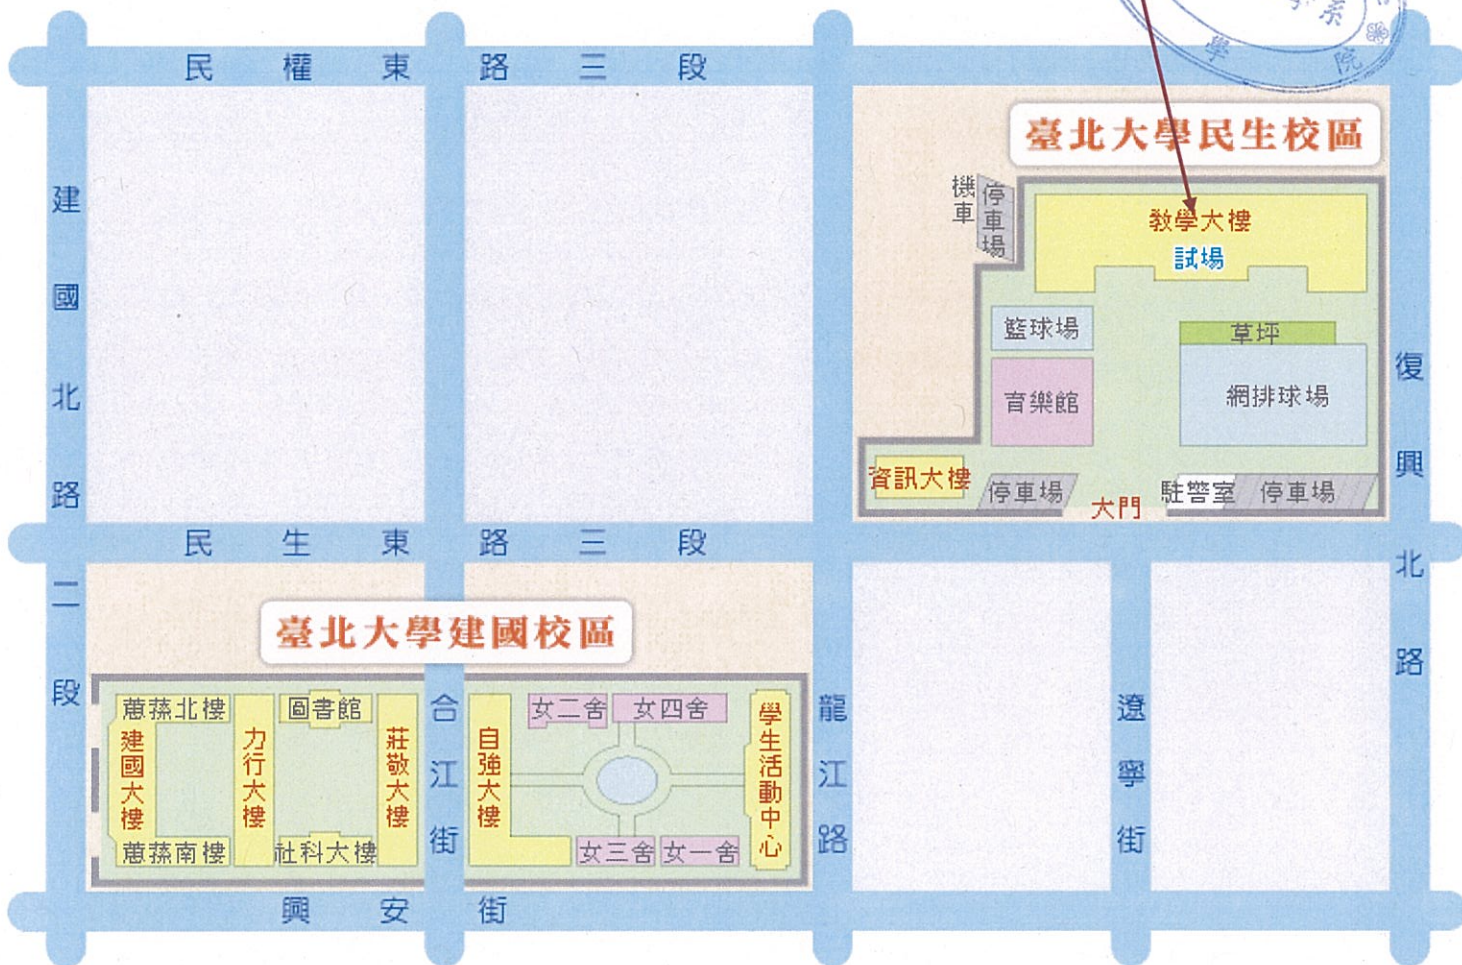 學系
學院
民權東路三段
臺北大學民生校區
建國北路二段
機車
停車場
教學大樓
試場
籃球場
草坪
育樂館
網排球場
復興北路
資訊大樓
停車場
大門
駐警室
停車場
民生東路三段
臺北大學建國校區
蕙蓀北樓
圖書館
女二舍
女四舍
建國大樓
力行大樓
莊敬大樓
合江街
自強大樓
學生活動中心
龍江路
遼寧街
蕙蓀南樓
社科大樓
女三舍
女一舍
興安街